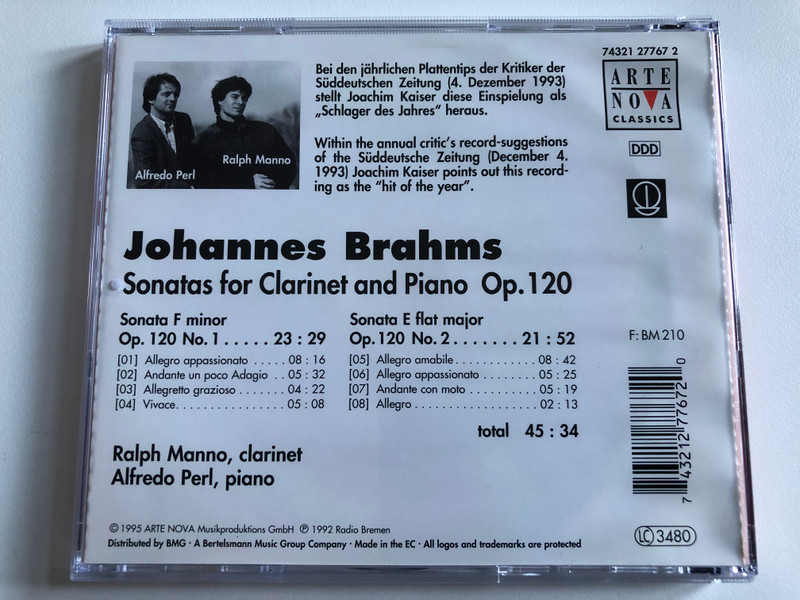 74321 27767 2
Bei den jährlichen Plattentips der Kritiker der
Süddeutschen Zeitung (4. Dezember 1993)
stellt Joachim Kaiser diese Einspielung als
„Schlager des Jahres" heraus.
ARTE
NOVA
CLASSICS
Within the annual critic's record-suggestions
of the Süddeutsche Zeitung (December 4.
1993) Joachim Kaiser points out this record-
ing as the "hit of the year".
DDD
Ralph Manno
Alfredo Perl
Johannes Brahms
Sonatas for Clarinet and Piano Op.120
Sonata F minor
Op. 120 No. 1 ..... 23 : 29
[01] Allegro appassionato ..... 08 : 16
[02] Andante un poco Adagio .. 05 : 32
[03] Allegretto grazioso ....... 04 : 22
[04] Vivace................ 05 : 08
Sonata E flat major
Op. 120 No. 2 ....... 21 : 52
[05] Allegro amabile............ 08 : 42
[06] Allegro appassionato ........ 05 : 25
[07] Andante con moto .......... 05 : 19
[08] Allegro .................. 02 : 13
total 45 : 34
F: BM 210
Ralph Manno, clarinet
Alfredo Perl, piano
7 43212 77672 0
© 1995 ARTE NOVA Musikproduktions GmbH ℗ 1992 Radio Bremen
Distributed by BMG · A Bertelsmann Music Group Company · Made in the EC · All logos and trademarks are protected
LC 3480